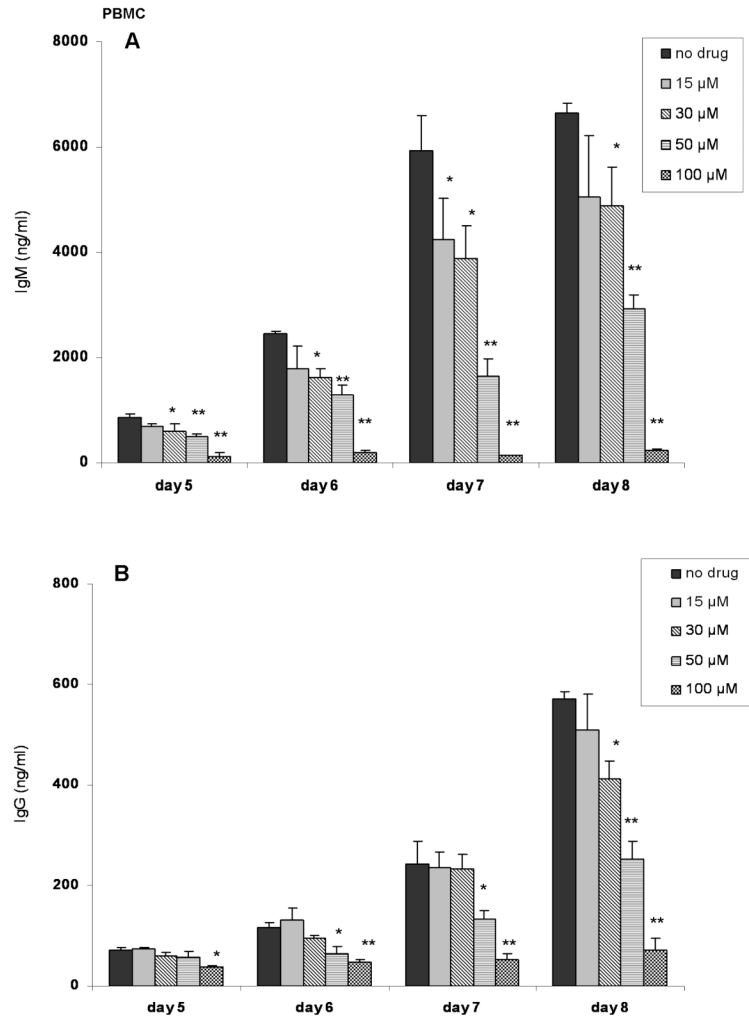 PBMC
A
8000
6000
4000
2000
0
IgM (ng/ml)
no drug
15 µM
30 µM
50 µM
100 µM
* ** **
* ** **
* * ** **
* ** **
day 5 day 6 day 7 day 8
B
800
600
400
200
0
IgG (ng/ml)
no drug
15 µM
30 µM
50 µM
100 µM
*
* **
* **
* ** **
day 5 day 6 day 7 day 8